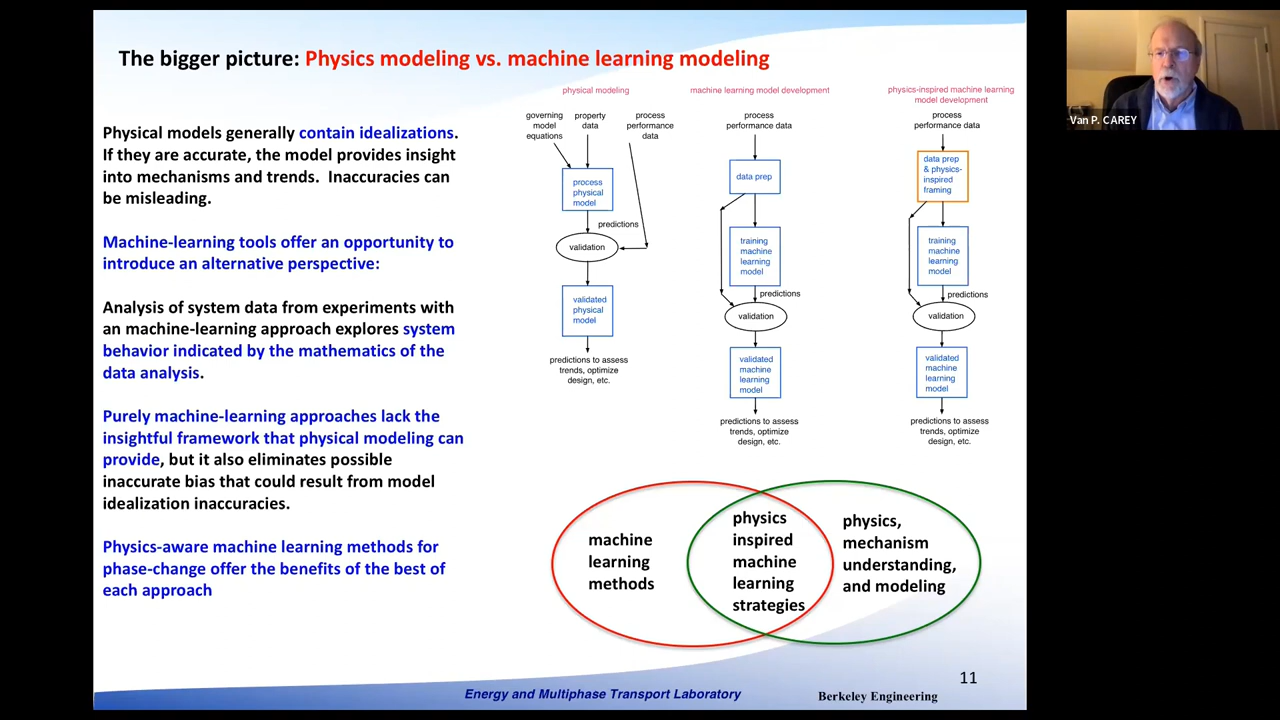 The bigger picture: Physics modeling vs. machine learning modeling
Physical models generally contain idealizations.
If they are accurate, the model provides insight
into mechanisms and trends. Inaccuracies can
be misleading.
Machine-learning tools offer an opportunity to
introduce an alternative perspective:
Analysis of system data from experiments with
an machine-learning approach explores system
behavior indicated by the mathematics of the
data analysis.
Purely machine-learning approaches lack the
insightful framework that physical modeling can
provide, but it also eliminates possible
inaccurate bias that could result from model
idealization inaccuracies.
Physics-aware machine learning methods for
phase-change offer the benefits of the best of
each approach
physical modeling
governing
model
equations
property
data
process
performance
data
process
physical
model
predictions
validation
validated
physical
model
predictions to assess
trends, optimize
design, etc.
machine learning model development
process
performance data
data prep
training
machine
learning
model
predictions
validation
validated
machine
learning
model
predictions to assess
trends, optimize
design, etc.
physics-inspired machine learning
model development
process
performance data
data prep
& physics-
inspired
framing
training
machine
learning
model
predictions
validation
validated
machine
learning
model
predictions to assess
trends, optimize
design, etc.
machine
learning
methods
physics
inspired
machine
learning
strategies
physics,
mechanism
understanding,
and modeling
Energy and Multiphase Transport Laboratory
Berkeley Engineering
11
Van P. CAREY